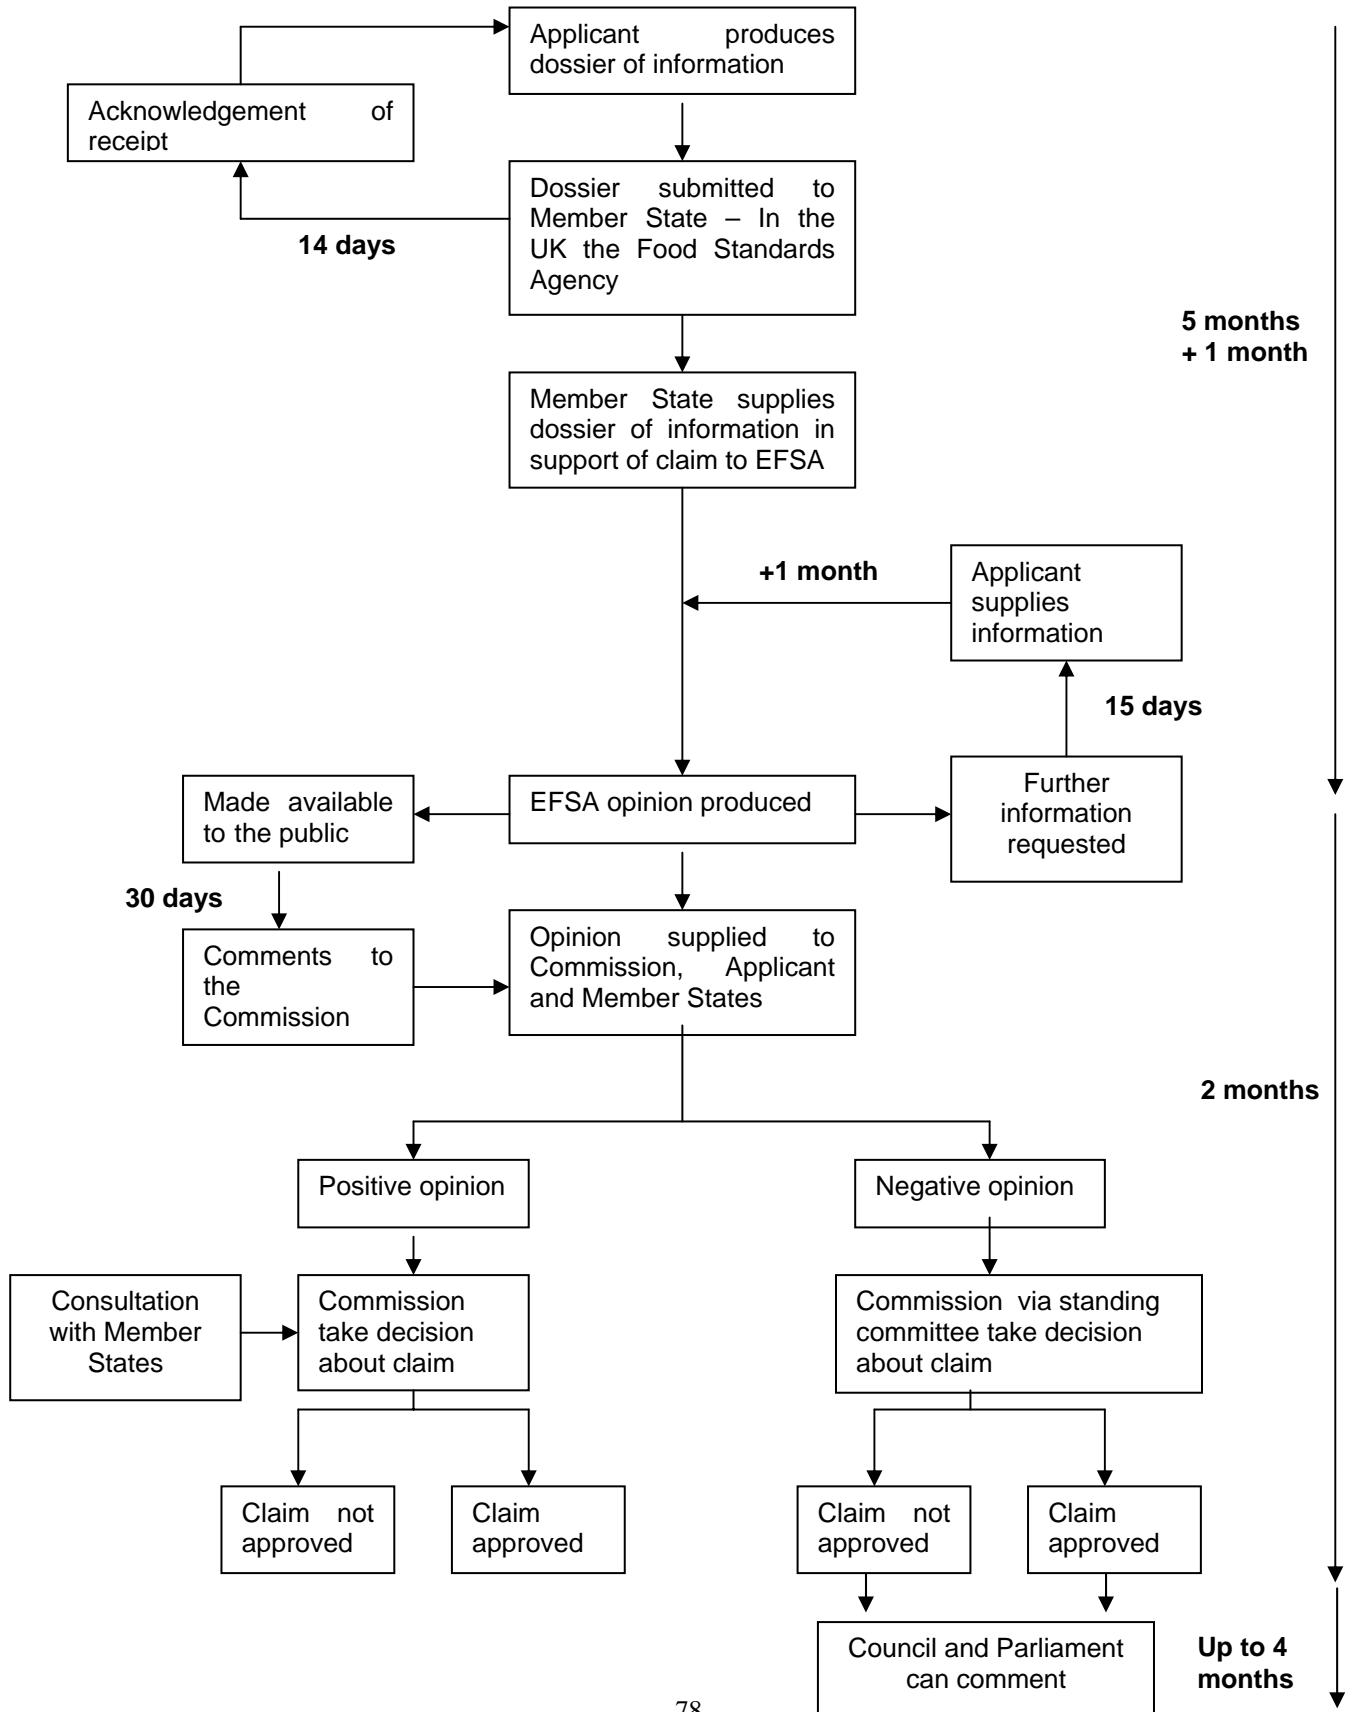 Applicant produces
dossier of information
Acknowledgement of
receipt
Dossier submitted to
Member State – In the
UK the Food Standards
Agency
14 days
5 months
+ 1 month
Member State supplies
dossier of information in
support of claim to EFSA
+1 month
Applicant
supplies
information
15 days
Made available
to the public
EFSA opinion produced
Further
information
requested
30 days
Comments to
the
Commission
Opinion supplied to
Commission, Applicant
and Member States
2 months
Positive opinion
Negative opinion
Consultation
with Member
States
Commission
take decision
about claim
Commission via standing
committee take decision
about claim
Claim not
approved
Claim
approved
Claim not
approved
Claim
approved
Council and Parliament
can comment
Up to 4
months
78